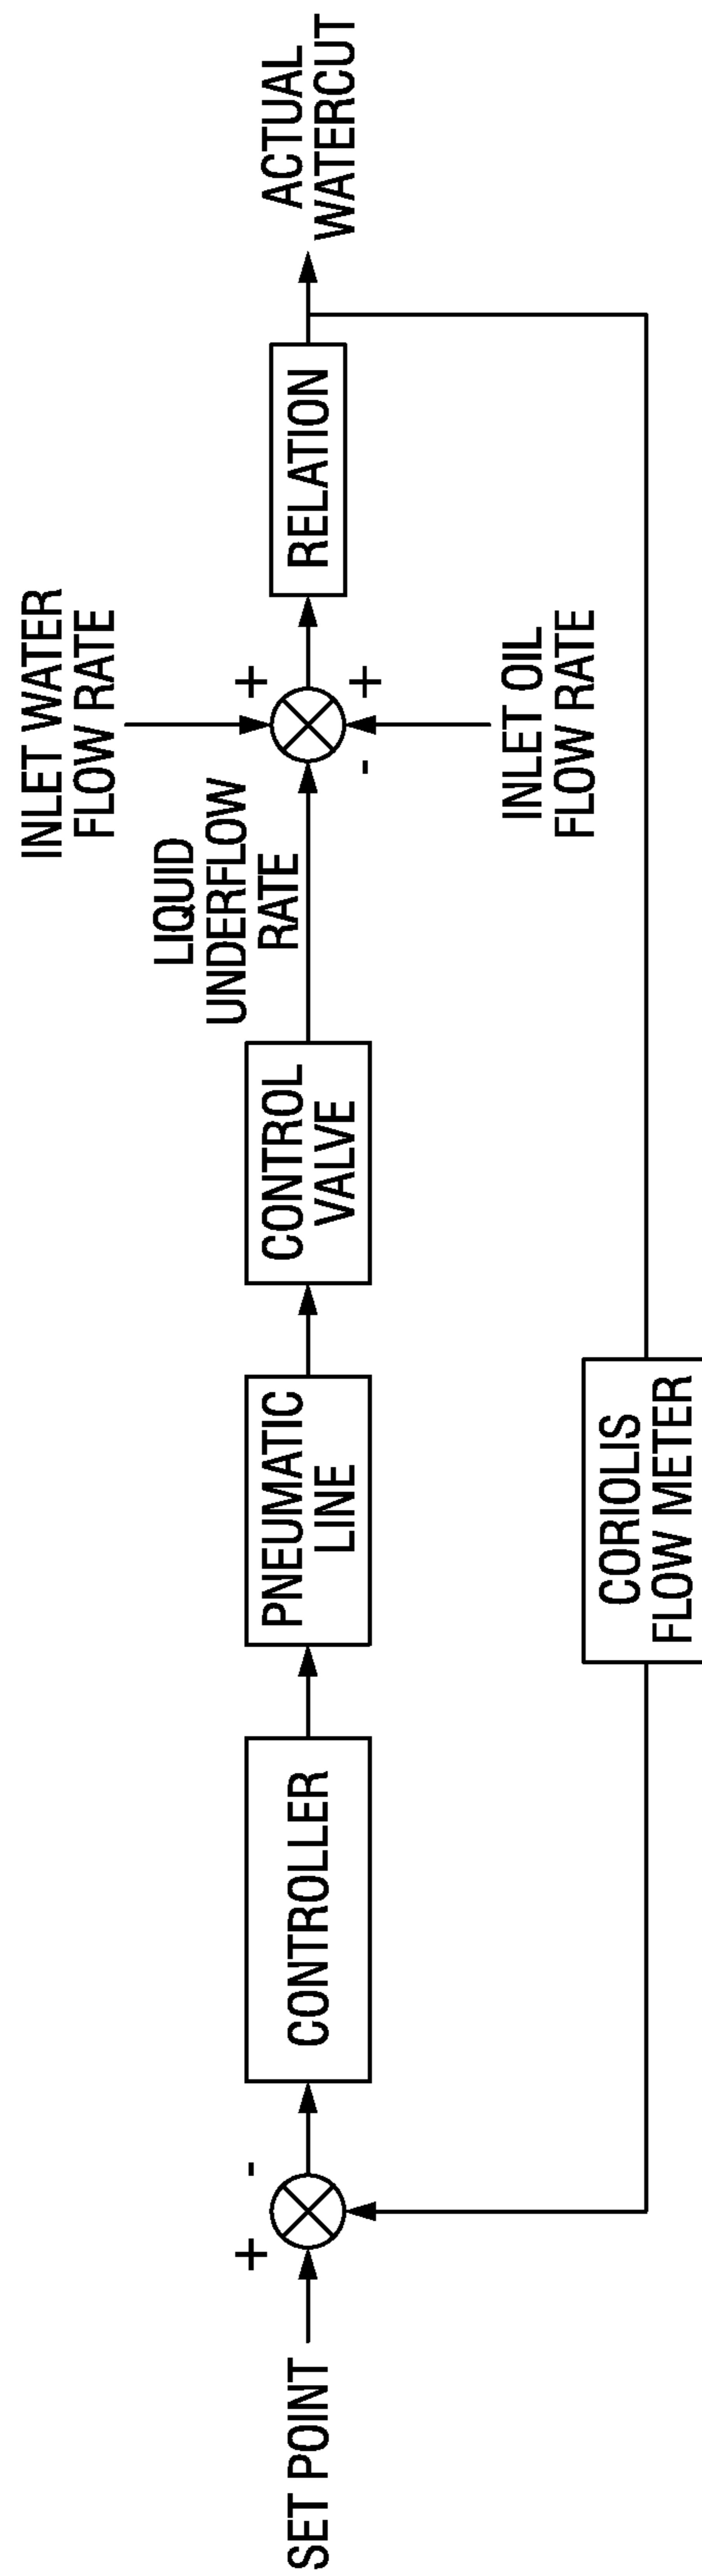 SET POINT
+
-
CONTROLLER
PNEUMATIC
LINE
CONTROL
VALVE
LIQUID
UNDERFLOW
RATE
INLET WATER
FLOW RATE
+
-
+
INLET OIL
FLOW RATE
RELATION
ACTUAL
WATERCUT
CORIOLIS
FLOW METER